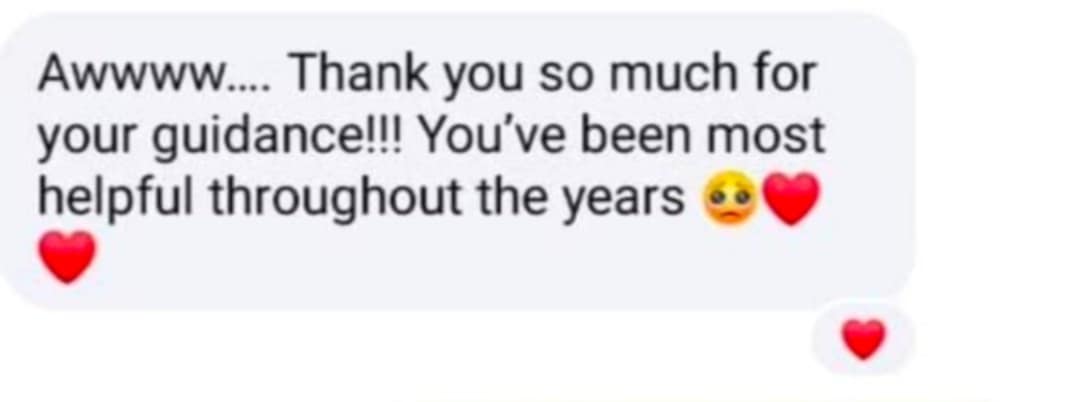 Awwww.... Thank you so much for
your guidance!!! You've been most
helpful throughout the years 🥺❤️
❤️
❤️